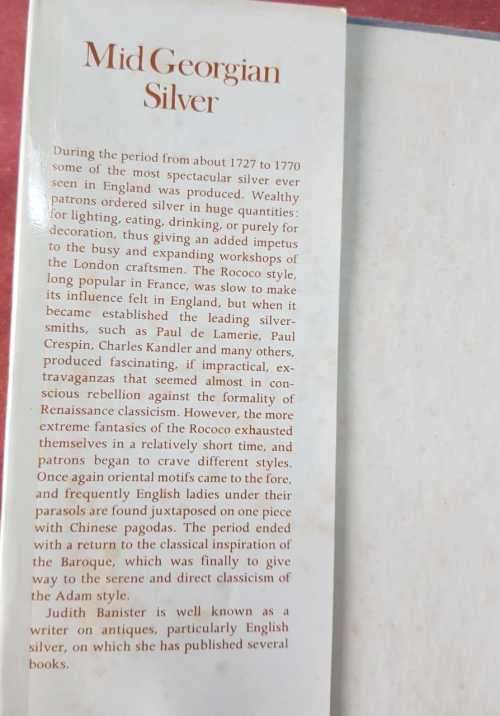 Mid Georgian
Silver
During the period from about 1727 to 1770
some of the most spectacular silver ever
seen in England was produced. Wealthy
patrons ordered silver in huge quantities:
for lighting, eating, drinking, or purely for
decoration, thus giving an added impetus
to the busy and expanding workshops of
the London craftsmen. The Rococo style,
long popular in France, was slow to make
its influence felt in England, but when it
became established the leading silver-
smiths, such as Paul de Lamerie, Paul
Crespin, Charles Kandler and many others,
produced fascinating, if impractical, ex-
travaganzas that seemed almost in con-
scious rebellion against the formality of
Renaissance classicism. However, the more
extreme fantasies of the Rococo exhausted
themselves in a relatively short time, and
patrons began to crave different styles.
Once again oriental motifs came to the fore,
and frequently English ladies under their
parasols are found juxtaposed on one piece
with Chinese pagodas. The period ended
with a return to the classical inspiration of
the Baroque, which was finally to give
way to the serene and direct classicism of
the Adam style.
Judith Banister is well known as a
writer on antiques, particularly English
silver, on which she has published several
books.